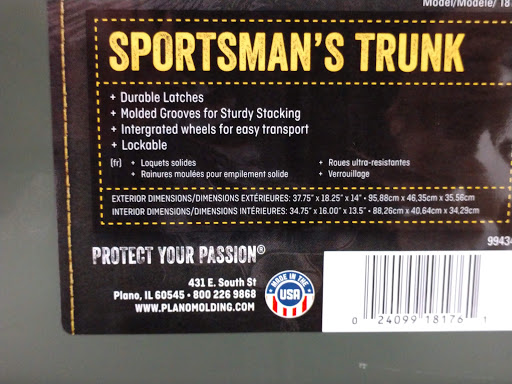 Model/Modèle/ 18
SPORTSMAN'S TRUNK
+ Durable Latches
+ Molded Grooves for Sturdy Stacking
+ Intergrated wheels for easy transport
+ Lockable
(fr) + Loquets solides + Roues ultra-resistantes
+ Rainures moulées pour empilement solide + Verrouillage
EXTERIOR DIMENSIONS/DIMENSIONS EXTÉRIEURES: 37.75" x 18.25" x 14" • 95,88cm x 46,35cm x 35.56cm
INTERIOR DIMENSIONS/DIMENSIONS INTÉRIEURES: 34.75" x 16.00" x 13.5" • 88,26cm x 40,64cm x 34,29cm
9943
PROTECT YOUR PASSION®
431 E. South St
Plano, IL 60545 • 800 226 9868
WWW.PLANOMOLDING.COM
MADE IN THE
USA
0 24099 18176 1